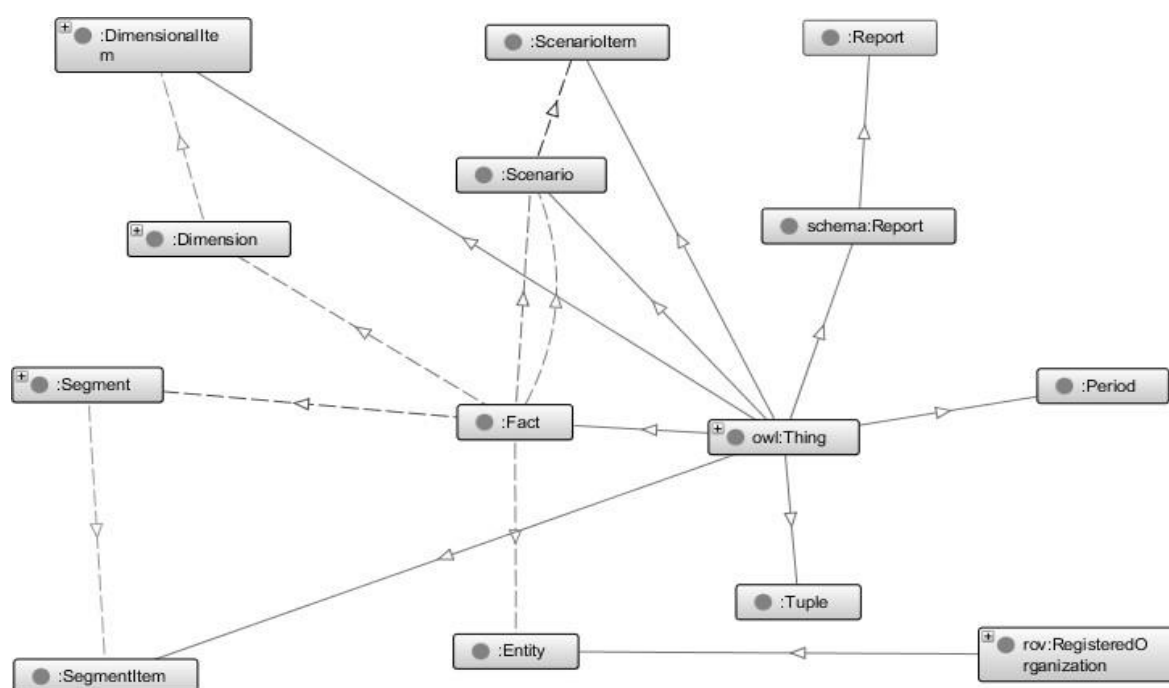 :DimensionalIte
m
:ScenarioItem
:Report
:Scenario
:Dimension
schema:Report
:Segment
:Fact
owl:Thing
:Period
:Tuple
:Entity
rov:RegisteredO
rganization
:SegmentItem